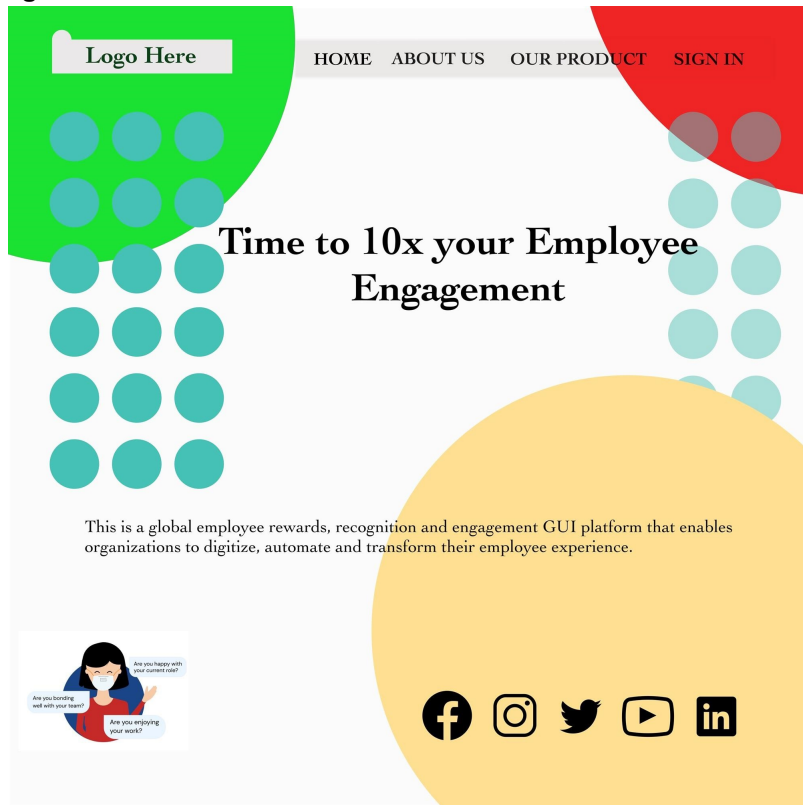 Logo Here
HOME ABOUT US OUR PRODUCT SIGN IN
Time to 10x your Employee
Engagement
This is a global employee rewards, recognition and engagement GUI platform that enables
organizations to digitize, automate and transform their employee experience.
Are you happy with
your current role?
Are you bonding
well with your team?
Are you enjoying
your work?
in